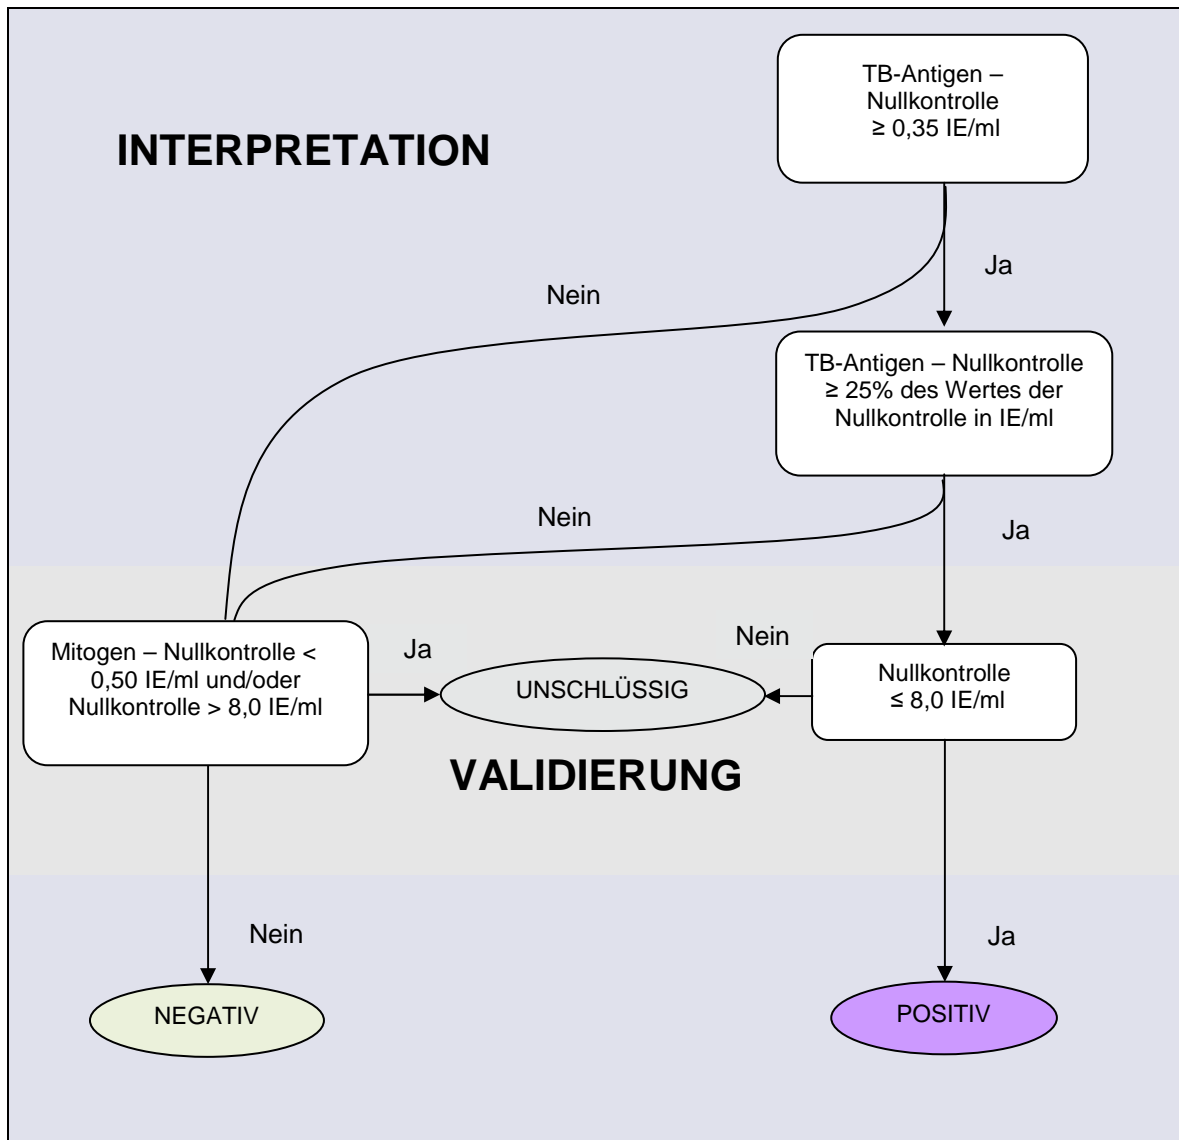 TB-Antigen –
Nullkontrolle
≥ 0,35 IE/ml
INTERPRETATION
Ja
Nein
TB-Antigen – Nullkontrolle
≥ 25% des Wertes der
Nullkontrolle in IE/ml
Nein
Ja
Mitogen – Nullkontrolle <
0,50 IE/ml und/oder
Nullkontrolle > 8,0 IE/ml
Ja
UNSCHLÜSSIG
Nein
Nullkontrolle
≤ 8,0 IE/ml
VALIDIERUNG
Nein
Ja
NEGATIV
POSITIV